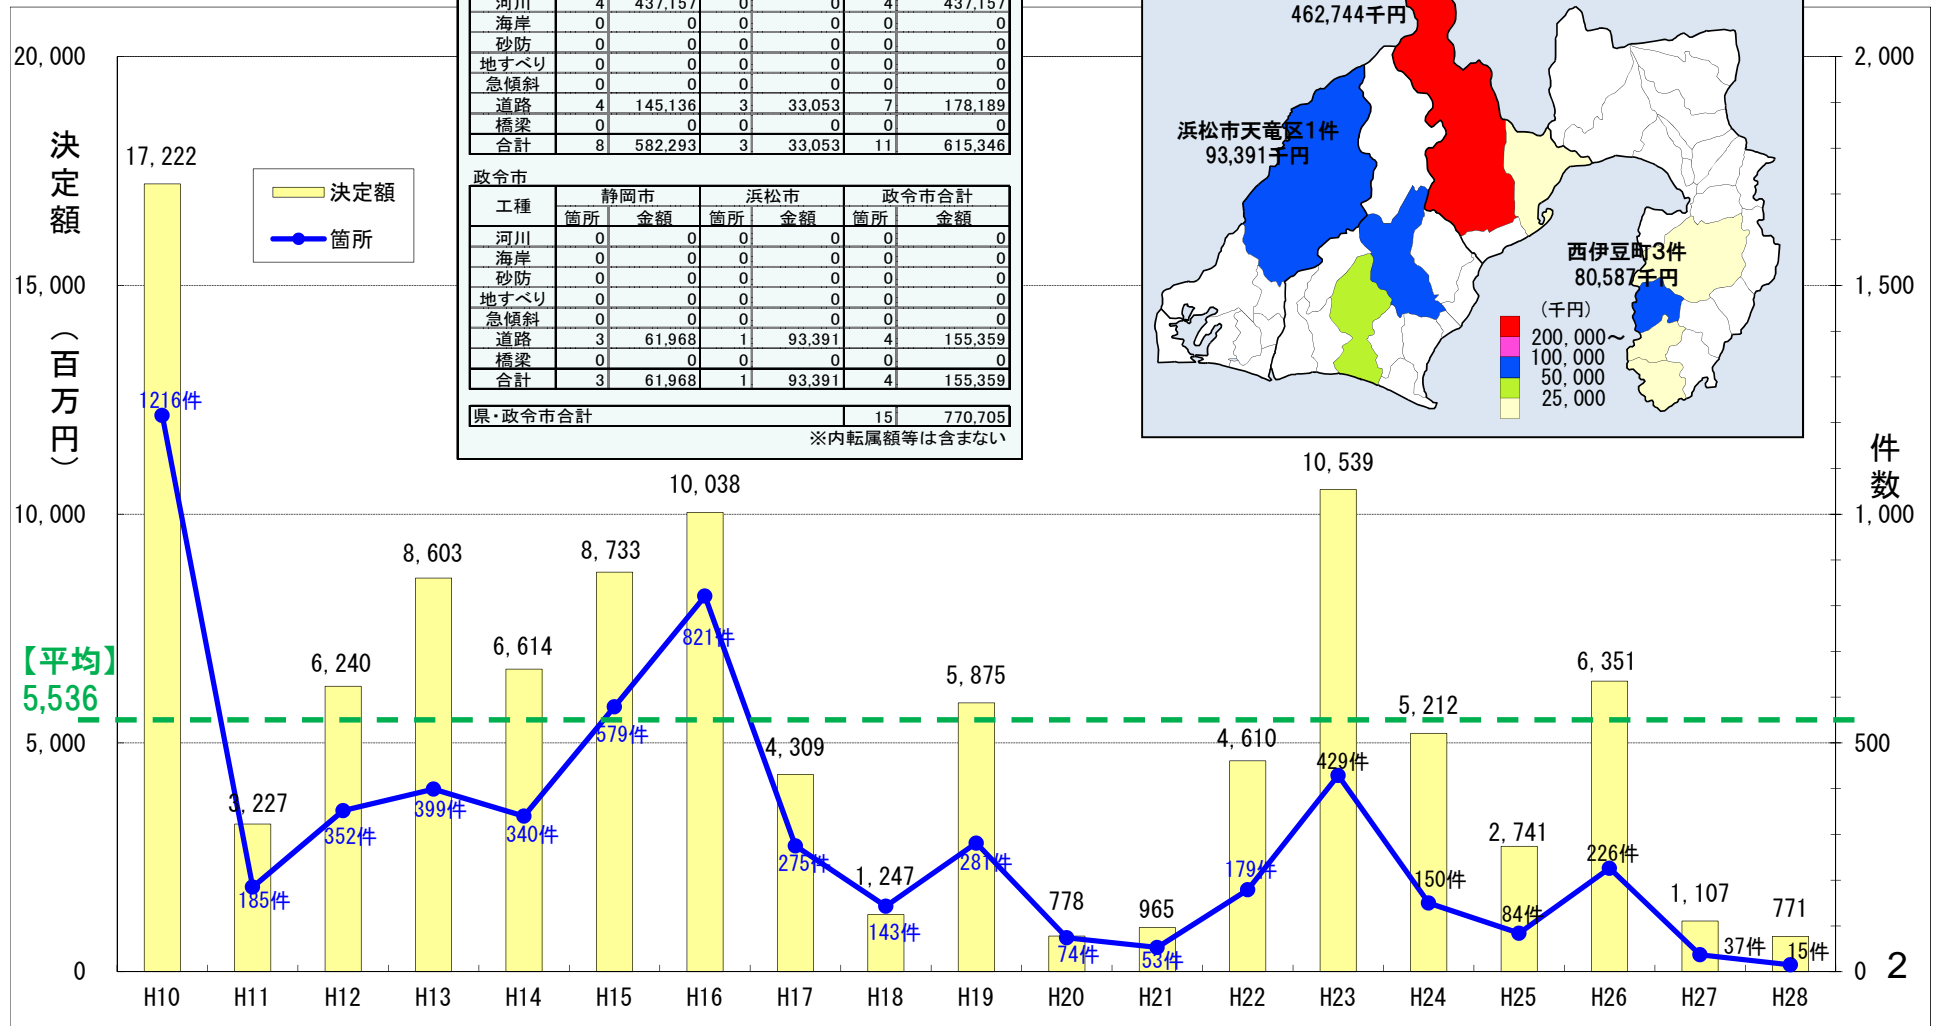 河川 4 437,157 0 0 4 437,157
海岸 0 0 0 0 0 0
砂防 0 0 0 0 0 0
地すべり 0 0 0 0 0 0
急傾斜 0 0 0 0 0 0
道路 4 145,136 3 33,053 7 178,189
橋梁 0 0 0 0 0 0
合計 8 582,293 3 33,053 11 615,346
政令市
工種 静岡市 浜松市 政令市合計
箇所 金額 箇所 金額 箇所 金額
河川 0 0 0 0 0 0
海岸 0 0 0 0 0 0
砂防 0 0 0 0 0 0
地すべり 0 0 0 0 0 0
急傾斜 0 0 0 0 0 0
道路 3 61,968 1 93,391 4 155,359
橋梁 0 0 0 0 0 0
合計 3 61,968 1 93,391 4 155,359
県・政令市合計 15 770,705
※内転属額等は含まない
462,744千円
浜松市天竜区1件
93,391千円
西伊豆町3件
80,587千円
(千円)
200,000~
100,000
50,000
25,000
決定額(百万円)
20,000
15,000
10,000
5,000
0
決定額
箇所
【平均】
5,536
件数
2,000
1,500
1,000
500
0
17,222
3,227
6,240
8,603
6,614
8,733
10,038
4,309
1,247
5,875
778
965
4,610
10,539
5,212
2,741
6,351
1,107
771
1216件
185件
352件
399件
340件
579件
821件
275件
143件
281件
74件
53件
179件
429件
150件
84件
226件
37件
15件
H10 H11 H12 H13 H14 H15 H16 H17 H18 H19 H20 H21 H22 H23 H24 H25 H26 H27 H28
2